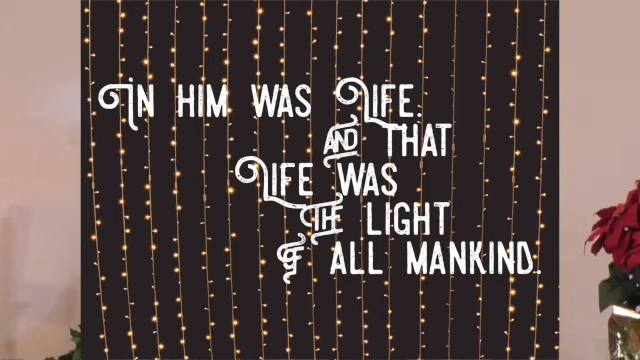 In him was Life.
and that
Life was
the light
of all mankind.